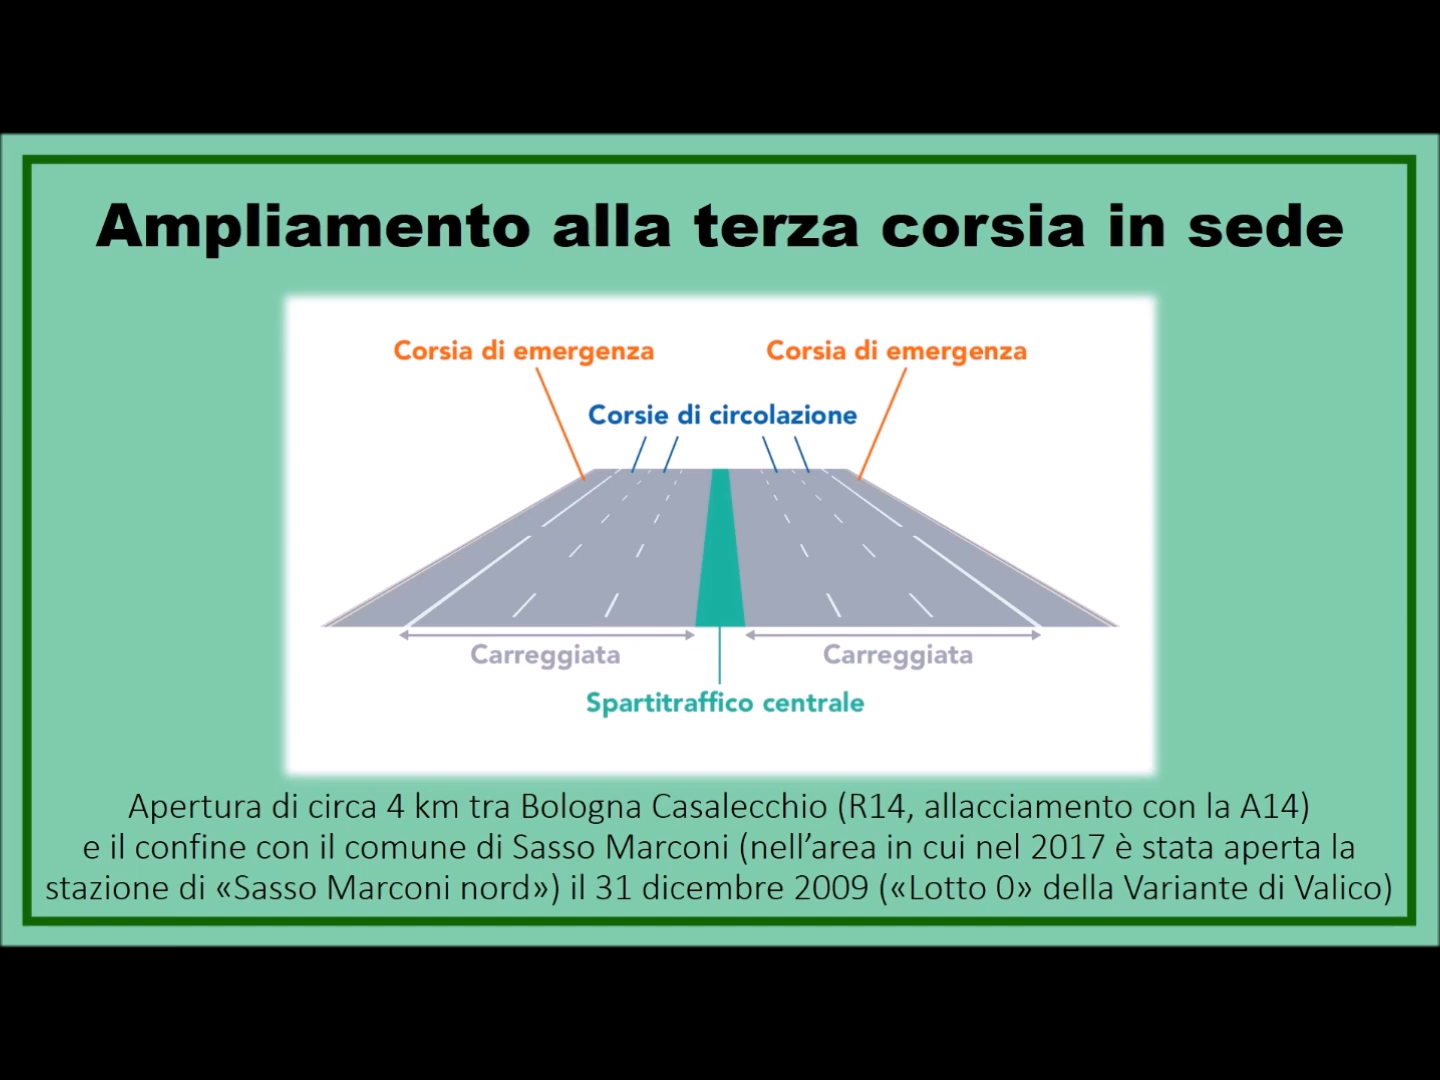 Ampliamento alla terza corsia in sede
Corsia di emergenza
Corsia di emergenza
Corsie di circolazione
Carreggiata
Carreggiata
Spartitraffico centrale
Apertura di circa 4 km tra Bologna Casalecchio (R14, allacciamento con la A14)
e il confine con il comune di Sasso Marconi (nell’area in cui nel 2017 è stata aperta la
stazione di «Sasso Marconi nord») il 31 dicembre 2009 («Lotto 0» della Variante di Valico)